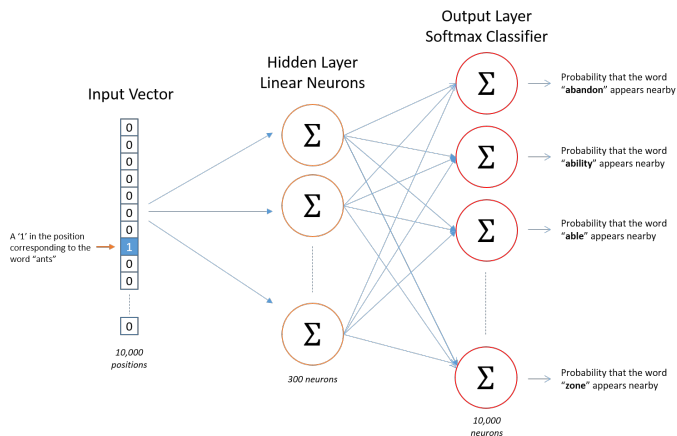 Output Layer
Softmax Classifier
Hidden Layer
Linear Neurons
Input Vector
0
0
0
0
0
0
0
1
0
0
0
A ‘1’ in the position
corresponding to the
word “ants”
10,000
positions
Σ
Σ
Σ
300 neurons
Σ
Σ
Σ
Σ
10,000
neurons
Probability that the word
“abandon” appears nearby
Probability that the word
“ability” appears nearby
Probability that the word
“able” appears nearby
Probability that the word
“zone” appears nearby